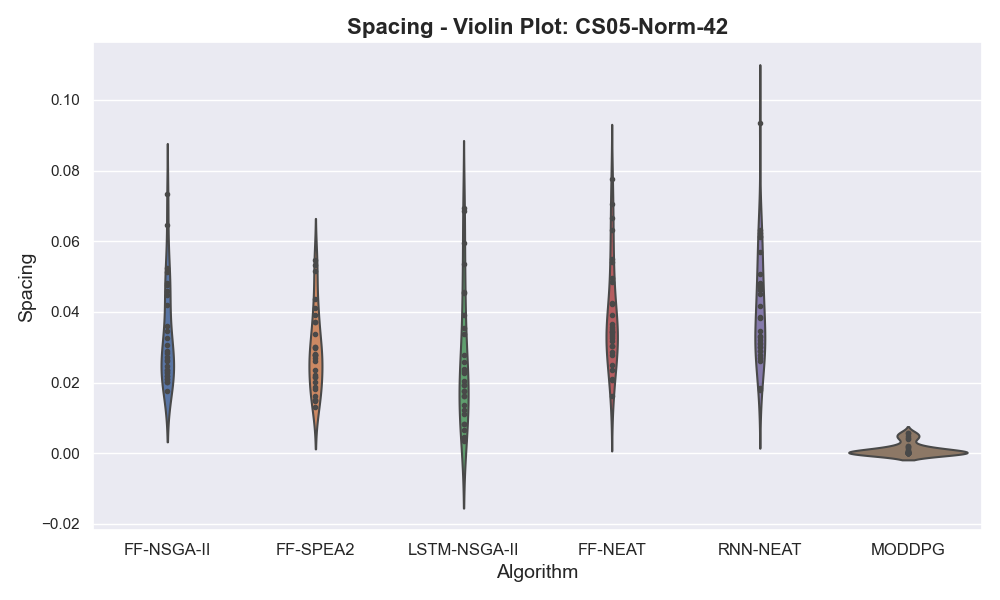 Spacing - Violin Plot: CS05-Norm-42
0.10
0.08
0.06
0.04
0.02
0.00
−0.02
Spacing
FF-NSGA-II
FF-SPEA2
LSTM-NSGA-II
FF-NEAT
RNN-NEAT
MODDPG
Algorithm